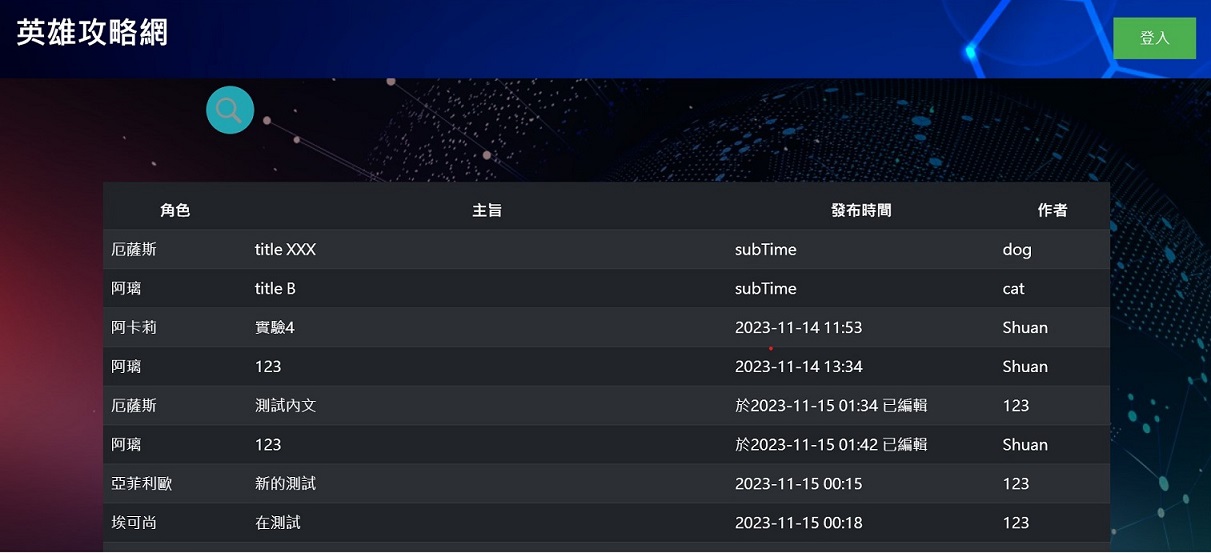 英雄攻略網
登入
角色 主旨 發布時間 作者
厄薩斯 title XXX subTime dog
阿璃 title B subTime cat
阿卡莉 實驗4 2023-11-14 11:53 Shuan
阿璃 123 2023-11-14 13:34 Shuan
厄薩斯 測試內文 於2023-11-15 01:34 已編輯 123
阿璃 123 於2023-11-15 01:42 已編輯 Shuan
亞菲利歐 新的測試 2023-11-15 00:15 123
埃可尚 在測試 2023-11-15 00:18 123